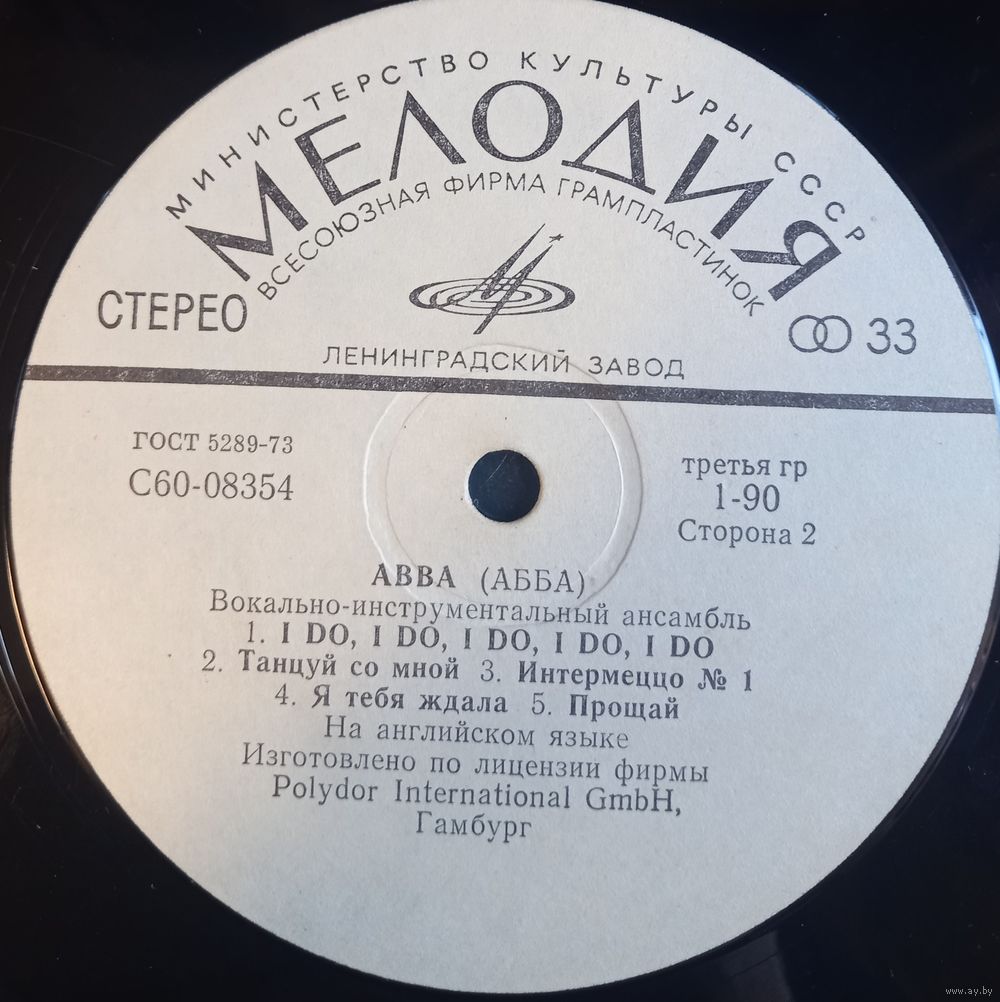 МИНИСТЕРСТВО КУЛЬТУРЫ СССР
МЕЛОДИЯ
ВСЕСОЮЗНАЯ ФИРМА ГРАМПЛАСТИНОК
СТЕРЕО
33
ЛЕНИНГРАДСКИЙ ЗАВОД
ГОСТ 5289-73
С60-08354
третья гр
1-90
Сторона 2
ABBA (АББА)
Вокально-инструментальный ансамбль
1. I DO, I DO, I DO, I DO, I DO
2. Танцуй со мной 3. Интермеццо № 1
4. Я тебя ждала 5. Прощай
На английском языке
Изготовлено по лицензии фирмы
Polydor International GmbH,
Гамбург
www.ay.by